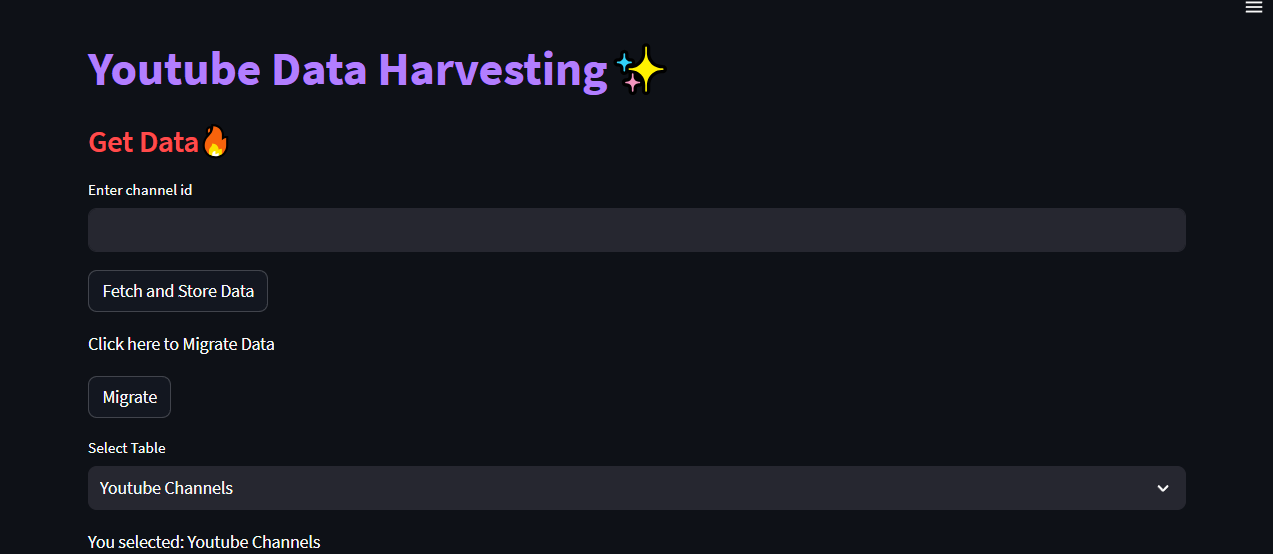 Youtube Data Harvesting ✨
Get Data🔥
Enter channel id
Fetch and Store Data
Click here to Migrate Data
Migrate
Select Table
Youtube Channels
You selected: Youtube Channels